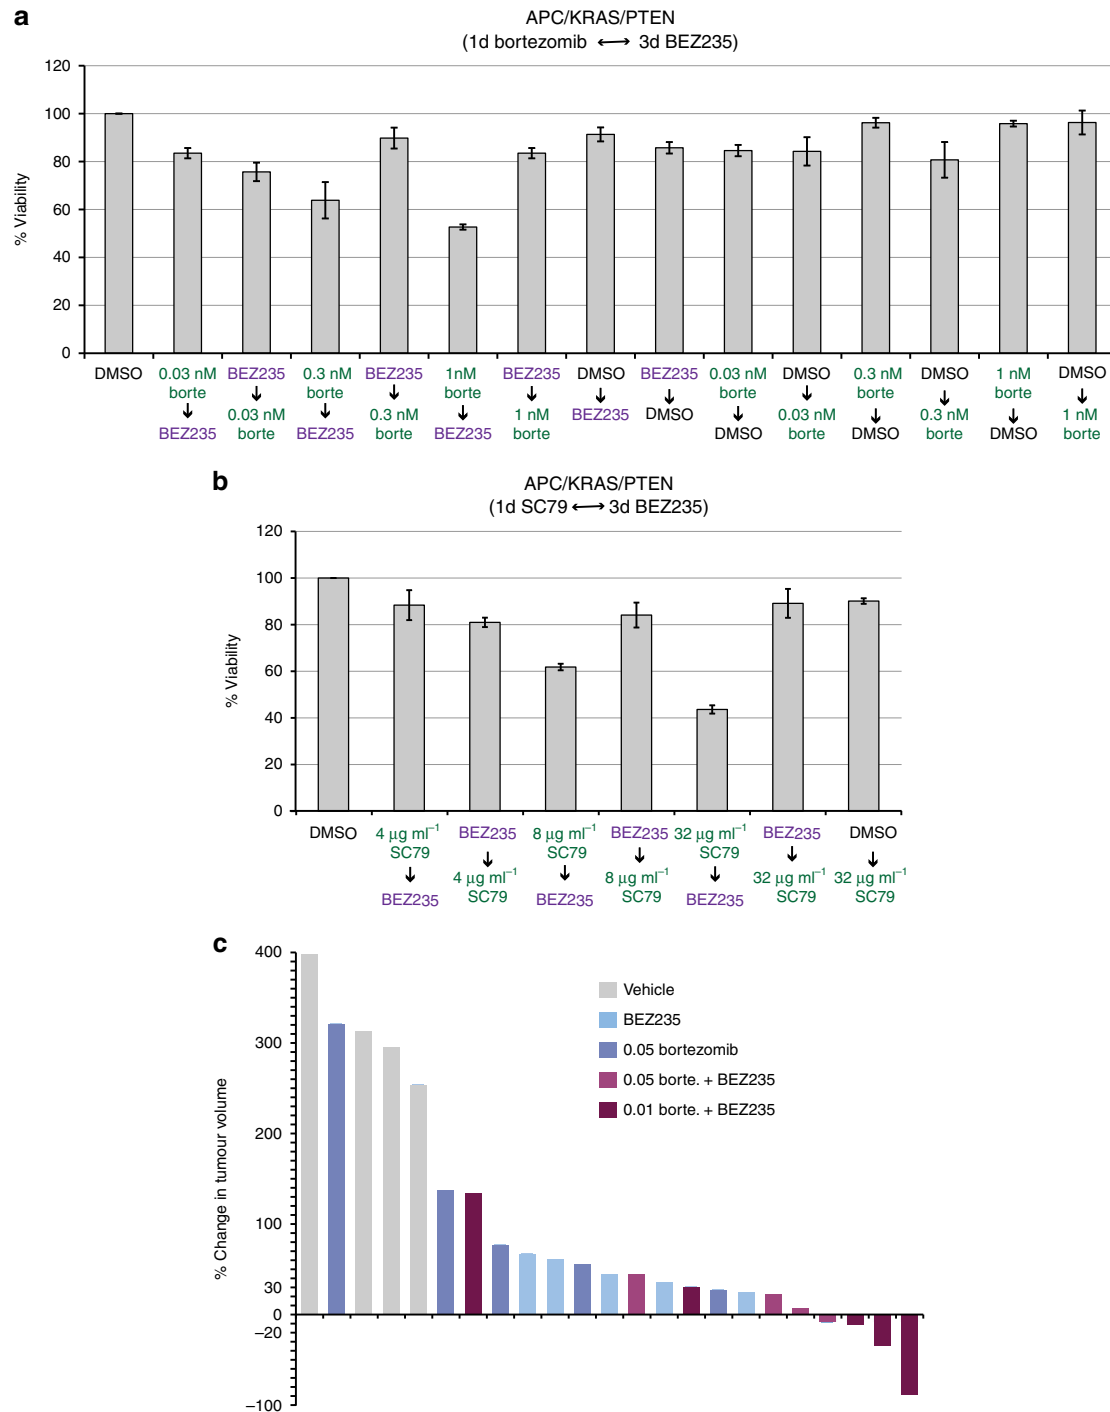 a
APC/KRAS/PTEN
(1d bortezomib ⟷ 3d BEZ235)
% Viability
120
100
80
60
40
20
0
DMSO
0.03 nM
borte
↓
BEZ235
BEZ235
↓
0.03 nM
borte
0.3 nM
borte
↓
BEZ235
BEZ235
↓
0.3 nM
borte
1nM
borte
↓
BEZ235
BEZ235
↓
1 nM
borte
DMSO
↓
BEZ235
BEZ235
↓
DMSO
0.03 nM
borte
↓
DMSO
DMSO
↓
0.03 nM
borte
0.3 nM
borte
↓
DMSO
DMSO
↓
0.3 nM
borte
1 nM
borte
↓
DMSO
DMSO
↓
1 nM
borte
b
APC/KRAS/PTEN
(1d SC79 ⟷ 3d BEZ235)
% Viability
120
100
80
60
40
20
0
DMSO
4 µg ml⁻¹
SC79
↓
BEZ235
BEZ235
↓
4 µg ml⁻¹
SC79
8 µg ml⁻¹
SC79
↓
BEZ235
BEZ235
↓
8 µg ml⁻¹
SC79
32 µg ml⁻¹
SC79
↓
BEZ235
BEZ235
↓
32 µg ml⁻¹
SC79
DMSO
↓
32 µg ml⁻¹
SC79
c
% Change in tumour volume
400
300
200
100
30
0
−20
−100
Vehicle
BEZ235
0.05 bortezomib
0.05 borte. + BEZ235
0.01 borte. + BEZ235